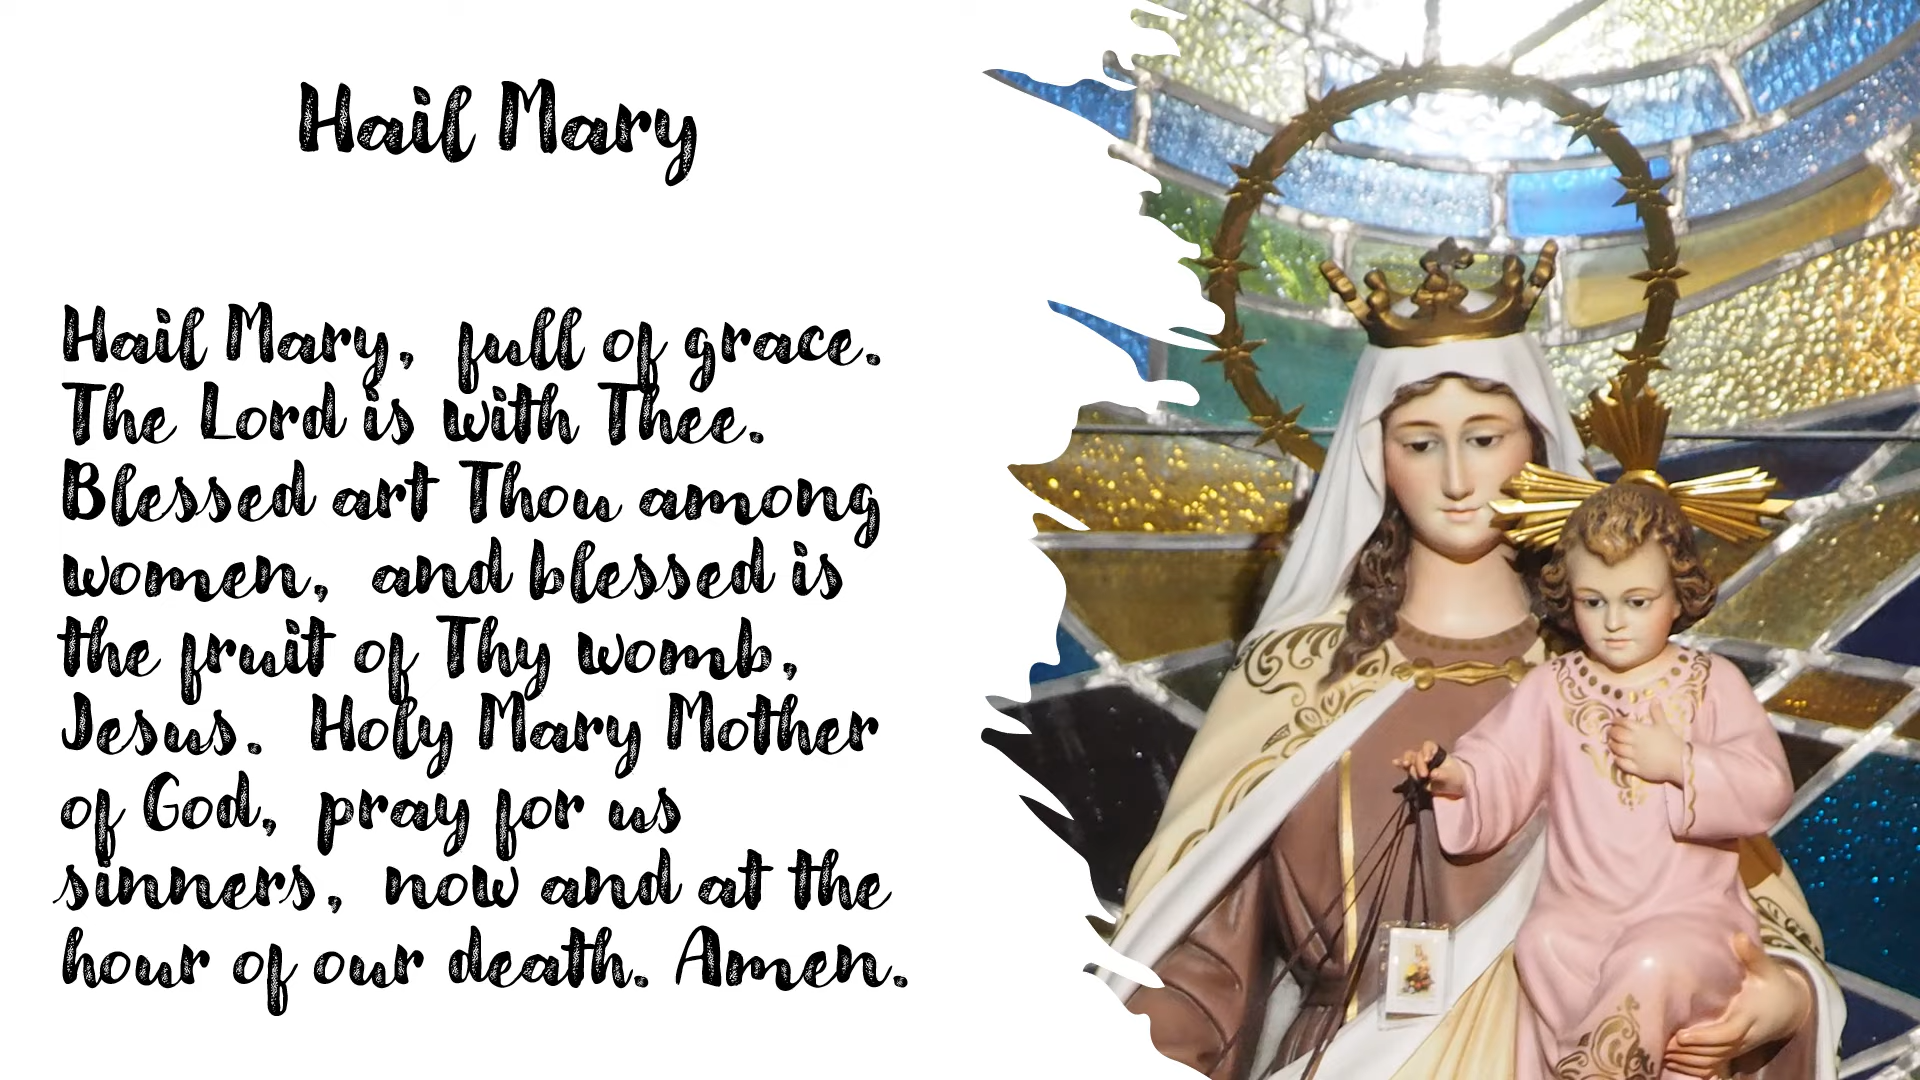 Hail Mary
Hail Mary, full of grace.
The Lord is with Thee.
Blessed art Thou among
women, and blessed is
the fruit of Thy womb,
Jesus. Holy Mary Mother
of God, pray for us
sinners, now and at the
hour of our death. Amen.